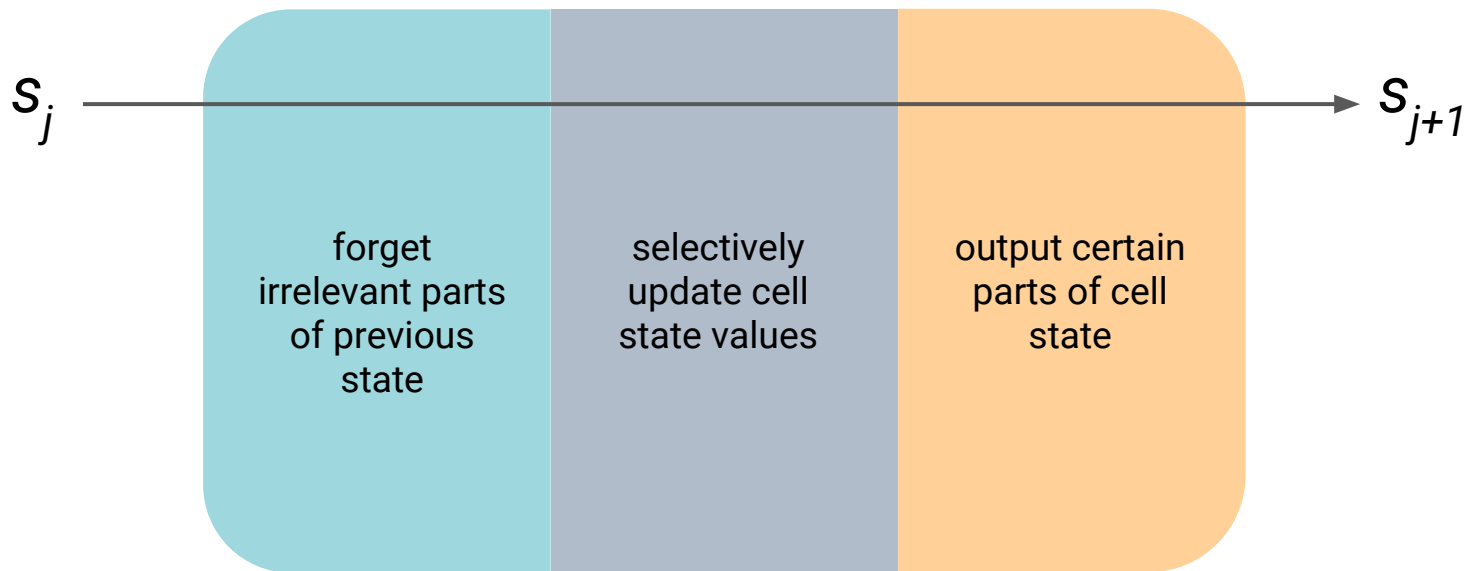 s_j
s_{j+1}
forget
irrelevant parts
of previous
state
selectively
update cell
state values
output certain
parts of cell
state